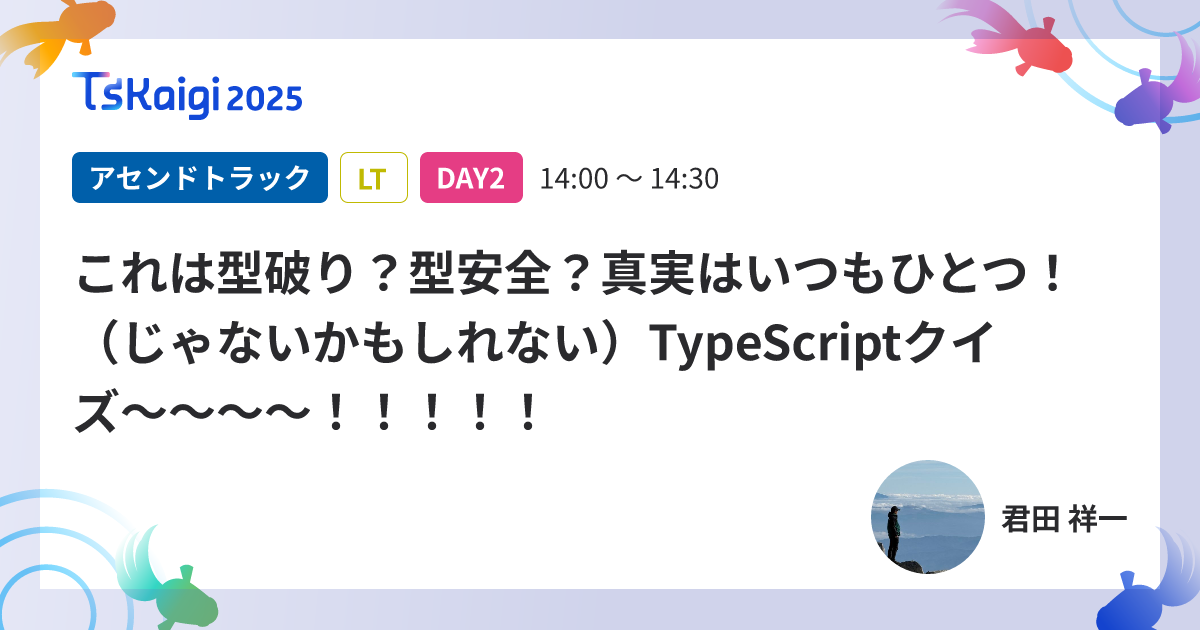 TsKaigi 2025
アセンドトラック LT DAY2 14:00 〜 14:30
これは型破り？型安全？真実はいつもひとつ！
（じゃないかもしれない）TypeScriptクイ
ズ〜〜〜〜！！！！！
君田 祥一